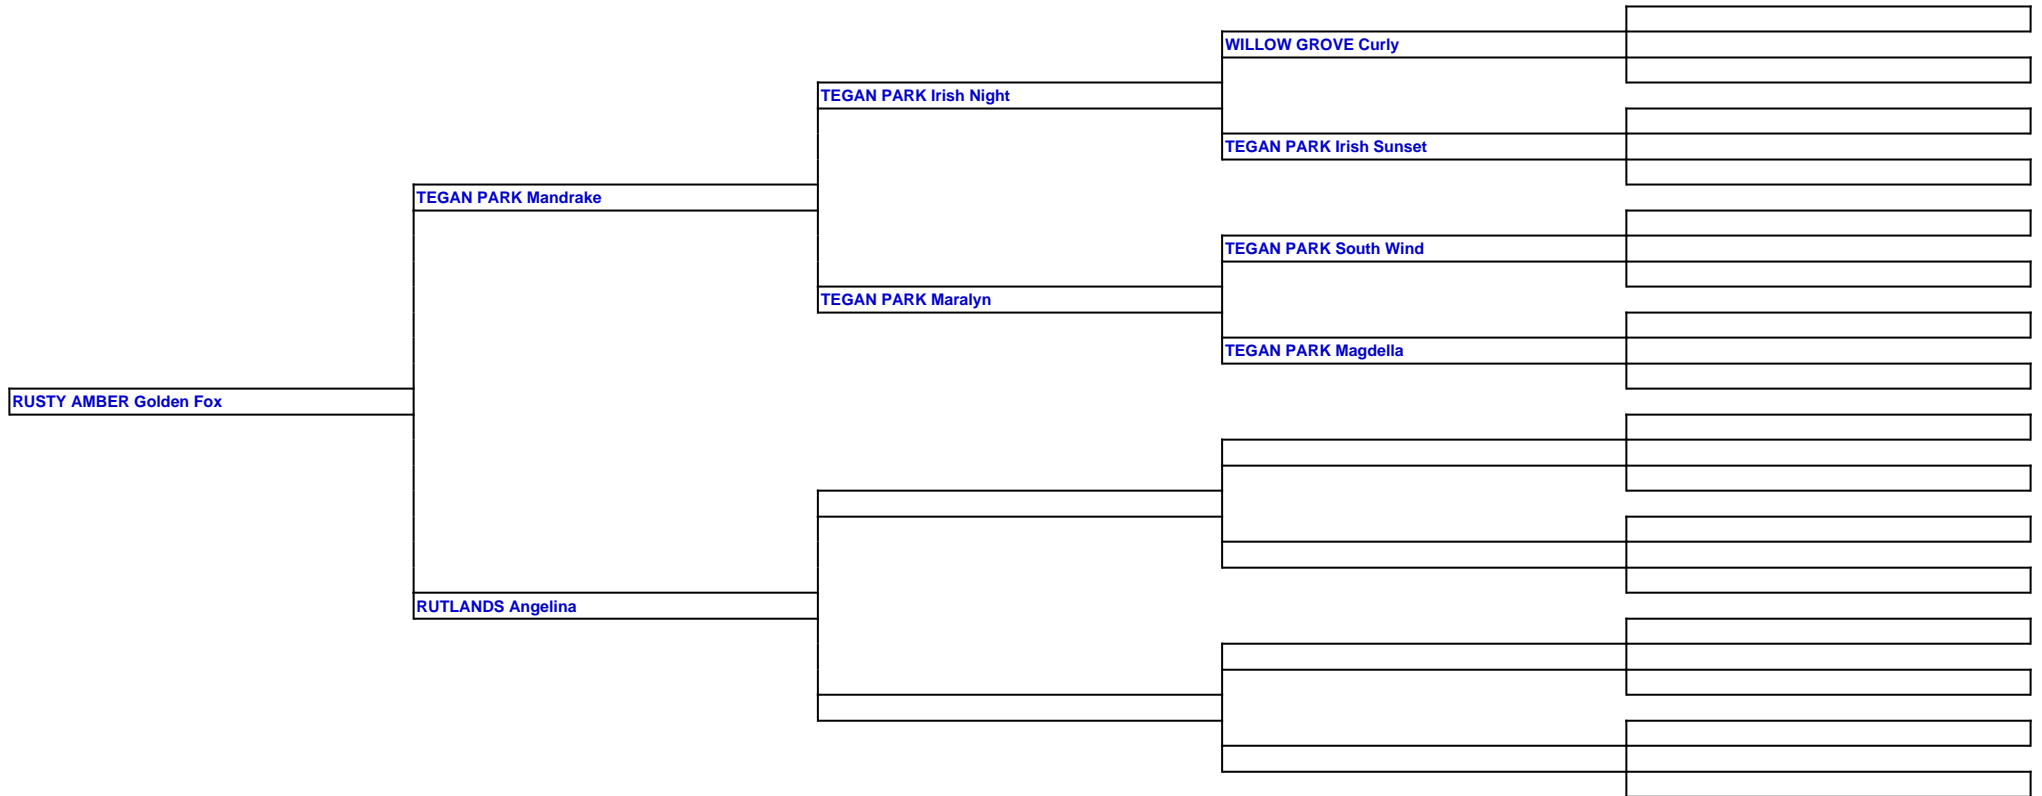 WILLOW GROVE Curly
TEGAN PARK Irish Night
TEGAN PARK Irish Sunset
TEGAN PARK Mandrake
TEGAN PARK South Wind
TEGAN PARK Maralyn
TEGAN PARK Magdella
RUSTY AMBER Golden Fox
RUTLANDS Angelina